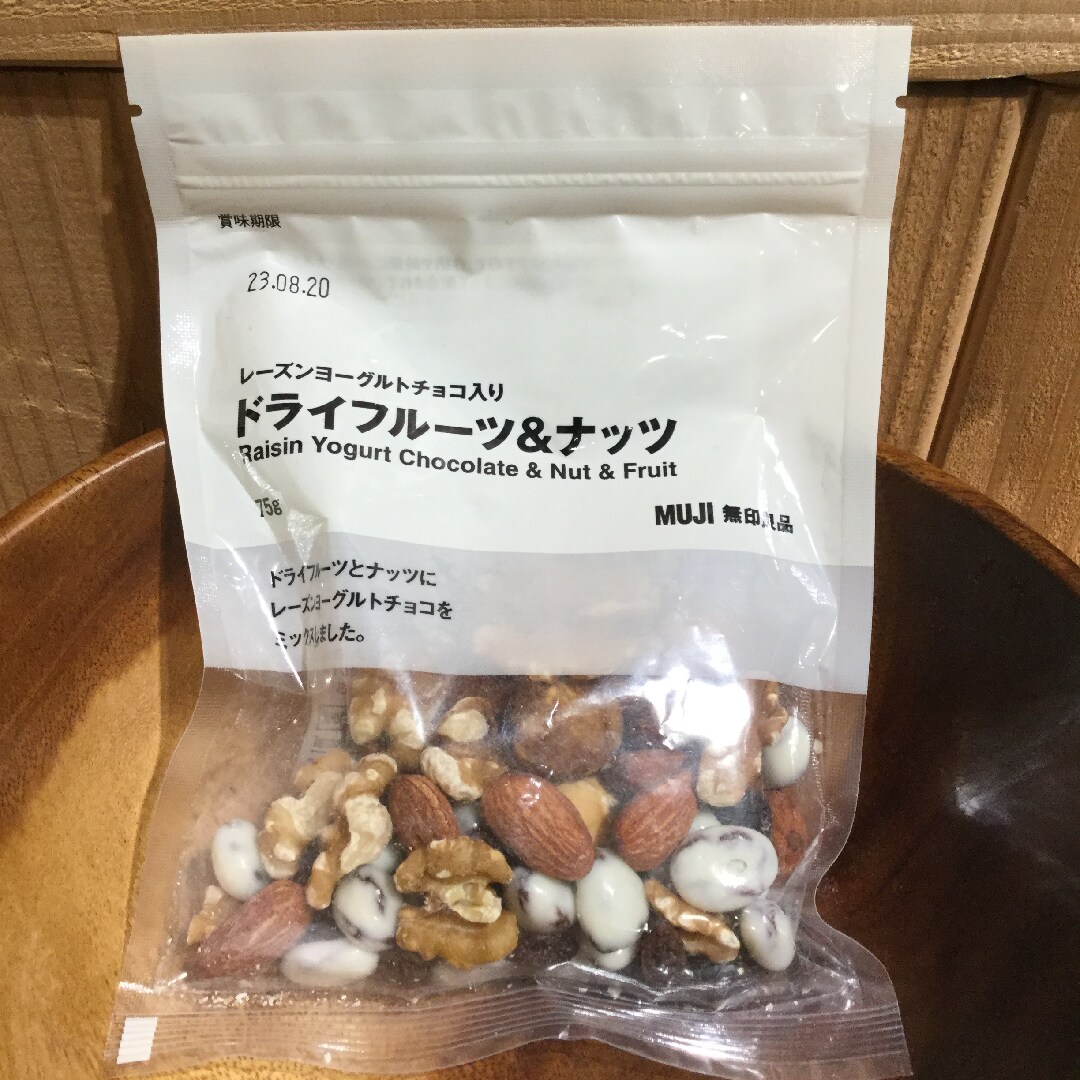 賞味期限
23.08.20
レーズンヨーグルトチョコ入り
ドライフルーツ&ナッツ
Raisin Yogurt Chocolate & Nut & Fruit
75g
MUJI 無印良品
ドライフルーツとナッツに
レーズンヨーグルトチョコを
ミックスしました。